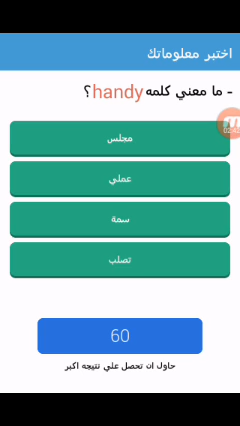 اختبر معلوماتك
- ما معني كلمه handy ؟
مجلس
عملي
سمة
تصلب
60
حاول ان تحصل علي نتيجه اكبر